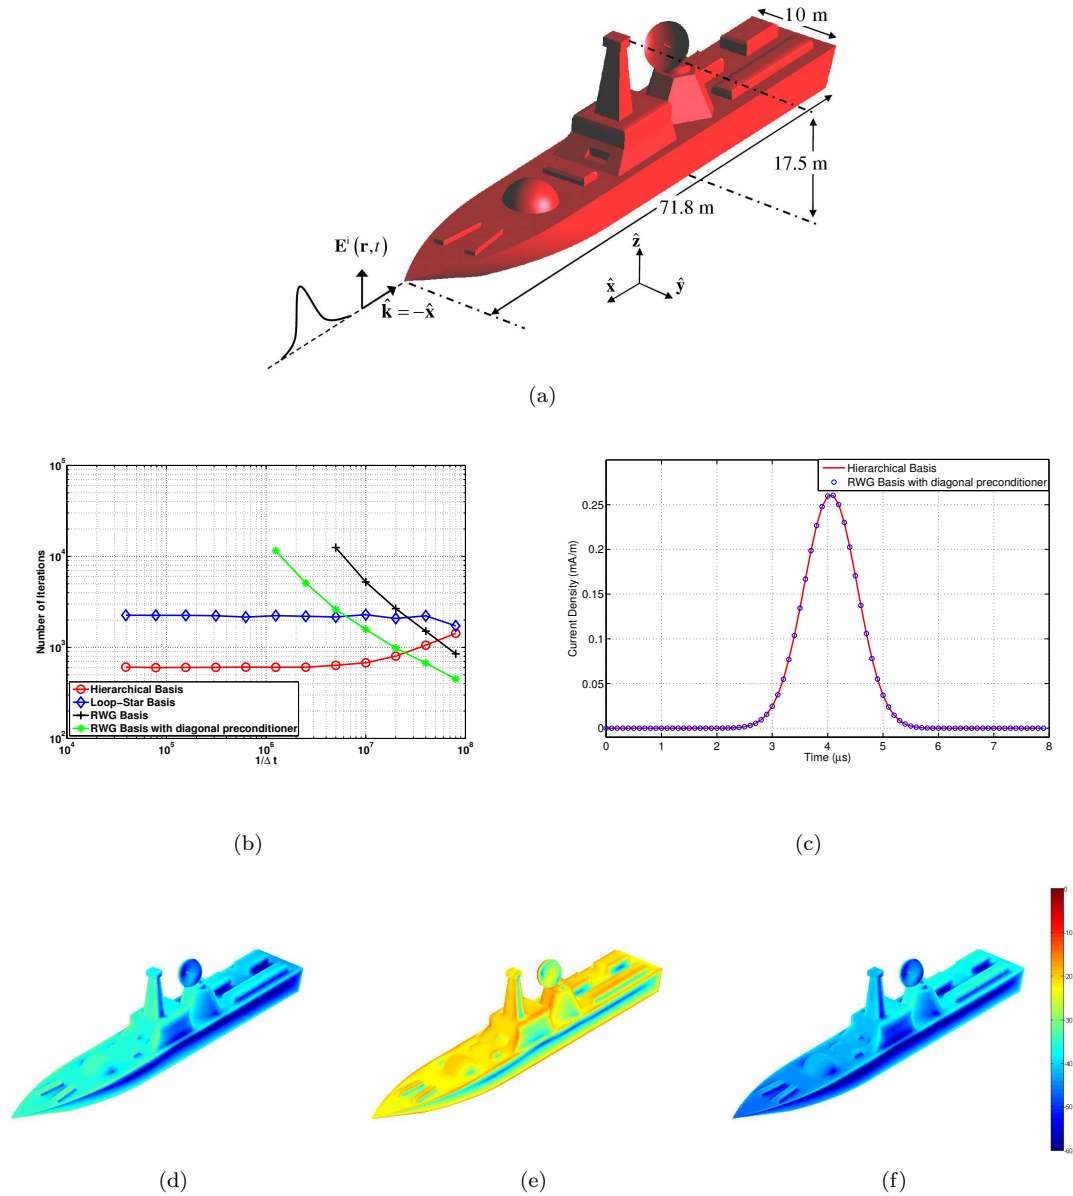 10 m
17.5 m
71.8 m
E^i (r,t)
k̂ = −x̂
ẑ
x̂
ŷ
(a)
10^5
10^4
10^3
10^2
Number of Iterations
Hierarchical Basis
Loop−Star Basis
RWG Basis
RWG Basis with diagonal preconditioner
10^4 10^5 10^6 10^7 10^8
1/Δ t
(b)
Hierarchical Basis
RWG Basis with diagonal preconditioner
0.25
0.2
0.15
0.1
0.05
0
Current Density (mA/m)
0 1 2 3 4 5 6 7 8
Time (μs)
(c)
0
-10
-20
-30
-40
-50
-60
(d)
(e)
(f)